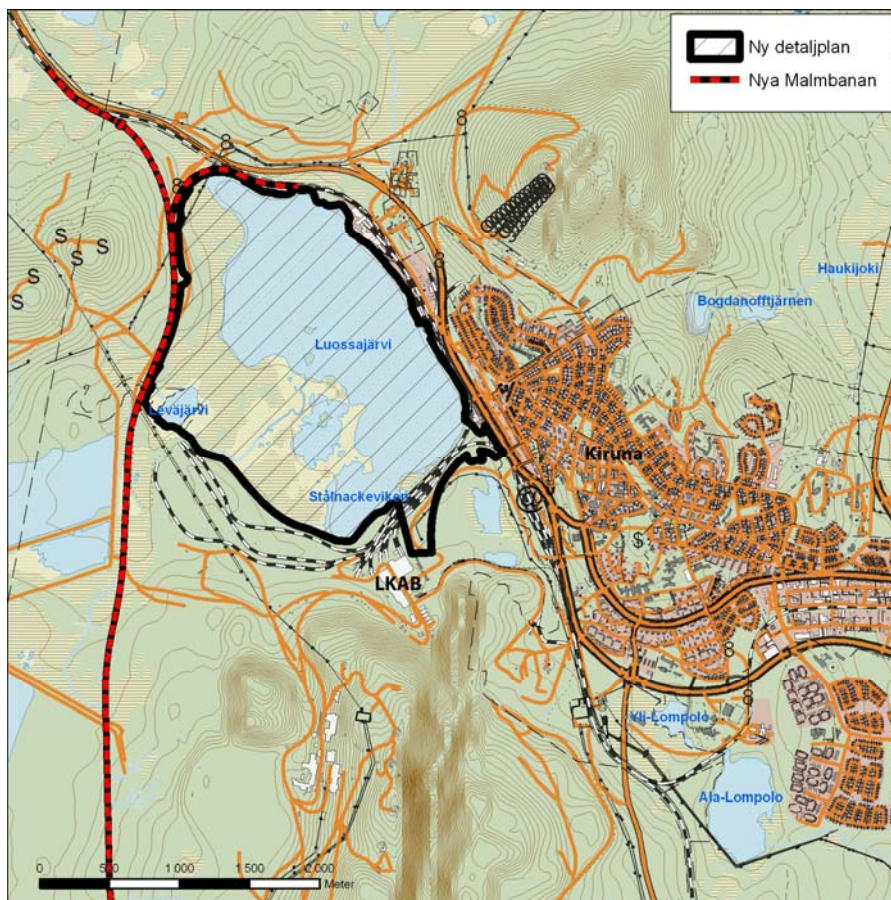 Ny detaljplan
Nya Malmbanan
Haukijoki
Bogdanofftjärnen
Luossajärvi
Leväjärvi
Kiruna
Stålnackeviken
LKAB
Ylj-Lompolo
Ala-Lompolo
0 500 1 000 1 500 2 000
Meter